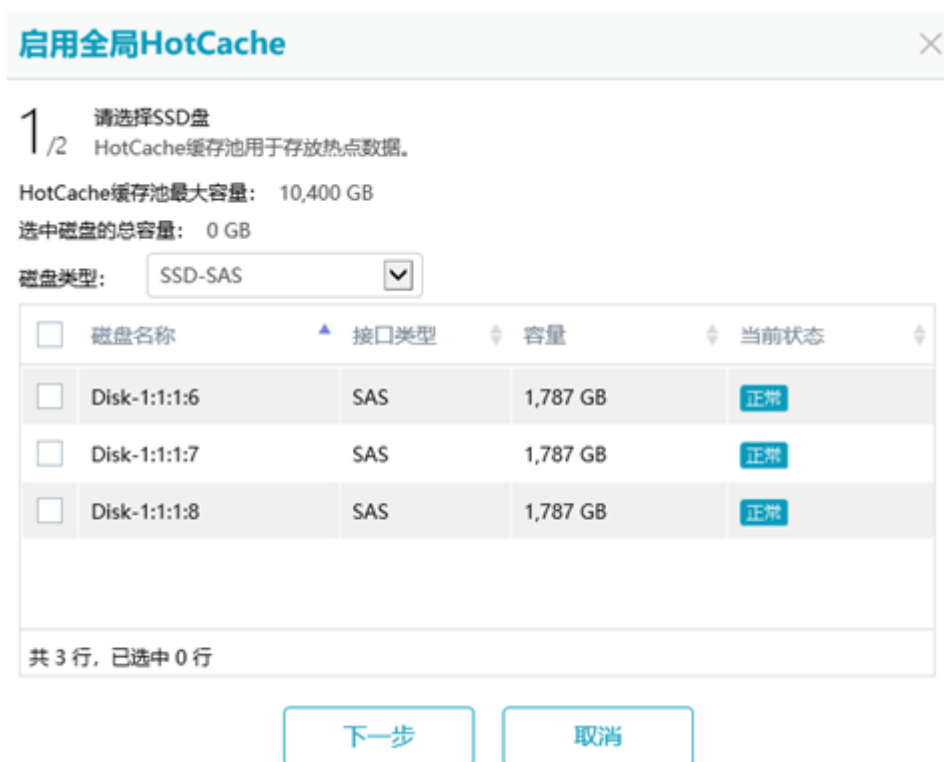 启用全局HotCache
1/2 请选择SSD盘
HotCache缓存池用于存放热点数据。
HotCache缓存池最大容量： 10,400 GB
选中磁盘的总容量： 0 GB
磁盘类型： SSD-SAS
磁盘名称 接口类型 容量 当前状态
Disk-1:1:1:6 SAS 1,787 GB 正常
Disk-1:1:1:7 SAS 1,787 GB 正常
Disk-1:1:1:8 SAS 1,787 GB 正常
共 3 行，已选中 0 行
下一步 取消